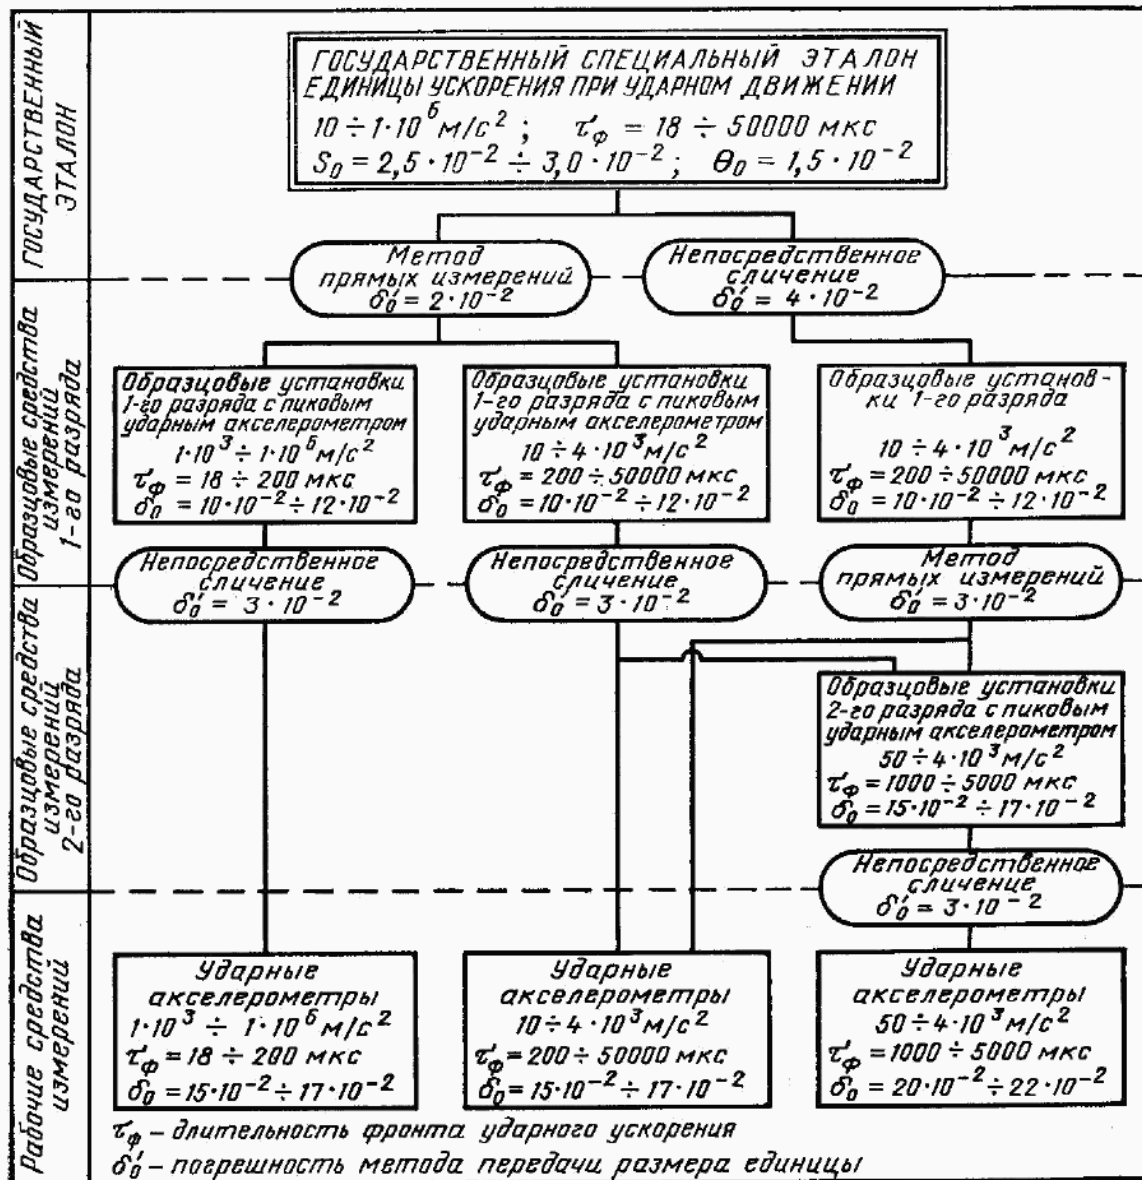 ГОСУДАРСТВЕННЫЙ
ЭТАЛОН
ГОСУДАРСТВЕННЫЙ СПЕЦИАЛЬНЫЙ ЭТАЛОН
ЕДИНИЦЫ УСКОРЕНИЯ ПРИ УДАРНОМ ДВИЖЕНИИ
10 ÷ 1·10⁶ м/с²; τ_ф = 18 ÷ 50000 мкс
S₀ = 2,5·10⁻² ÷ 3,0·10⁻²; θ₀ = 1,5·10⁻²
Метод
прямых измерений
δ'₀ = 2·10⁻²
Непосредственное
сличение
δ'₀ = 4·10⁻²
Образцовые средства
измерений
1-го разряда
Образцовые установки
1-го разряда с пиковым
ударным акселерометром
1·10³ ÷ 1·10⁶ м/с²
τ_ф = 18 ÷ 200 мкс
δ₀ = 10·10⁻² ÷ 12·10⁻²
Образцовые установки
1-го разряда с пиковым
ударным акселерометром
10 ÷ 4·10³ м/с²
τ_ф = 200 ÷ 50000 мкс
δ₀ = 10·10⁻² ÷ 12·10⁻²
Образцовые установ-
ки 1-го разряда
10 ÷ 4·10³ м/с²
τ_ф = 200 ÷ 50000 мкс
δ₀ = 10·10⁻² ÷ 12·10⁻²
Непосредственное
сличение
δ'₀ = 3·10⁻²
Непосредственное
сличение
δ'₀ = 3·10⁻²
Метод
прямых измерений
δ'₀ = 3·10⁻²
Образцовые средства
измерений
2-го разряда
Образцовые установки
2-го разряда с пиковым
ударным акселерометром
50 ÷ 4·10³ м/с²
τ_ф = 1000 ÷ 5000 мкс
δ₀ = 15·10⁻² ÷ 17·10⁻²
Непосредственное
сличение
δ'₀ = 3·10⁻²
Рабочие средства
измерений
Ударные
акселерометры
1·10³ ÷ 1·10⁶ м/с²
τ_ф = 18 ÷ 200 мкс
δ₀ = 15·10⁻² ÷ 17·10⁻²
Ударные
акселерометры
10 ÷ 4·10³ м/с²
τ_ф = 200 ÷ 50000 мкс
δ₀ = 15·10⁻² ÷ 17·10⁻²
Ударные
акселерометры
50 ÷ 4·10³ м/с²
τ_ф = 1000 ÷ 5000 мкс
δ₀ = 20·10⁻² ÷ 22·10⁻²
τ_ф – длительность фронта ударного ускорения
δ'₀ – погрешность метода передачи размера единицы